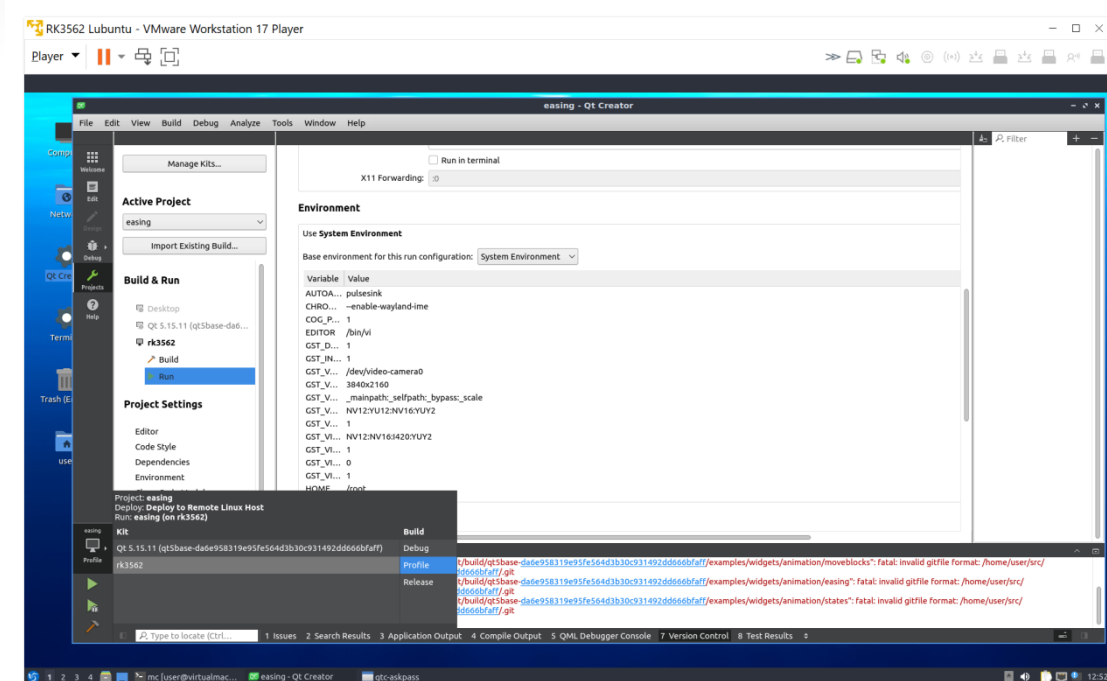 RK3562 Lubuntu - VMware Workstation 17 Player
Player
easing - Qt Creator
File Edit View Build Debug Analyze Tools Window Help
Comp
Netw
Qt Cre
Termi
Trash (E
use
Welcome
Edit
Design
Debug
Projects
Help
Manage Kits...
Active Project
easing
Import Existing Build...
Build & Run
Desktop
Qt 5.15.11 (qt5base-da6...
rk3562
Build
Run
Project Settings
Editor
Code Style
Dependencies
Environment
Run in terminal
X11 Forwarding: :0
Environment
Use System Environment
Base environment for this run configuration: System Environment
Variable Value
AUTOA... pulsesink
CHRO... --enable-wayland-ime
COG_P... 1
EDITOR /bin/vi
GST_D... 1
GST_IN... 1
GST_V... /dev/video-camera0
GST_V... 3840x2160
GST_V... _mainpath:_selfpath:_bypass:_scale
GST_V... NV12:YU12:NV16:YUY2
GST_V... 1
GST_VI... NV12:NV16:I420:YUY2
GST_VI... 1
GST_VI... 0
GST_VI... 1
HOME /root
Filter
Project: easing
Deploy: Deploy to Remote Linux Host
Run: easing (on rk3562)
Kit Build
Qt 5.15.11 (qt5base-da6e958319e95fe564d3b30c931492dd666bfaff) Debug
rk3562 Profile
Release
easing
Profile
t/build/qt5base-da6e958319e95fe564d3b30c931492dd666bfaff/examples/widgets/animation/moveblocks": fatal: invalid gitfile format: /home/user/src/
dd666bfaff/.git
t/build/qt5base-da6e958319e95fe564d3b30c931492dd666bfaff/examples/widgets/animation/easing": fatal: invalid gitfile format: /home/user/src/
dd666bfaff/.git
t/build/qt5base-da6e958319e95fe564d3b30c931492dd666bfaff/examples/widgets/animation/states": fatal: invalid gitfile format: /home/user/src/
dd666bfaff/.git
Type to locate (Ctrl... 1 Issues 2 Search Results 3 Application Output 4 Compile Output 5 QML Debugger Console 7 Version Control 8 Test Results
1 2 3 4 mc [user@virtualmac... easing - Qt Creator qtc-askpass 12:52